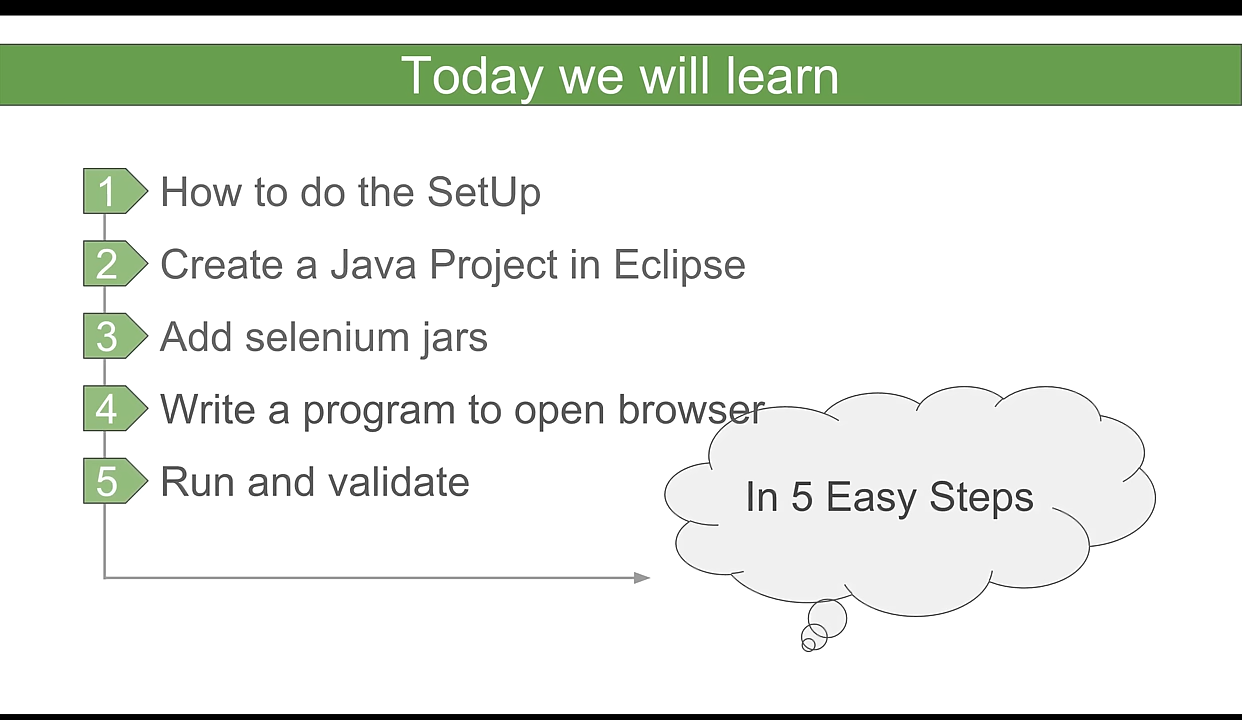 Today we will learn
1 How to do the SetUp
2 Create a Java Project in Eclipse
3 Add selenium jars
4 Write a program to open browser
5 Run and validate
In 5 Easy Steps